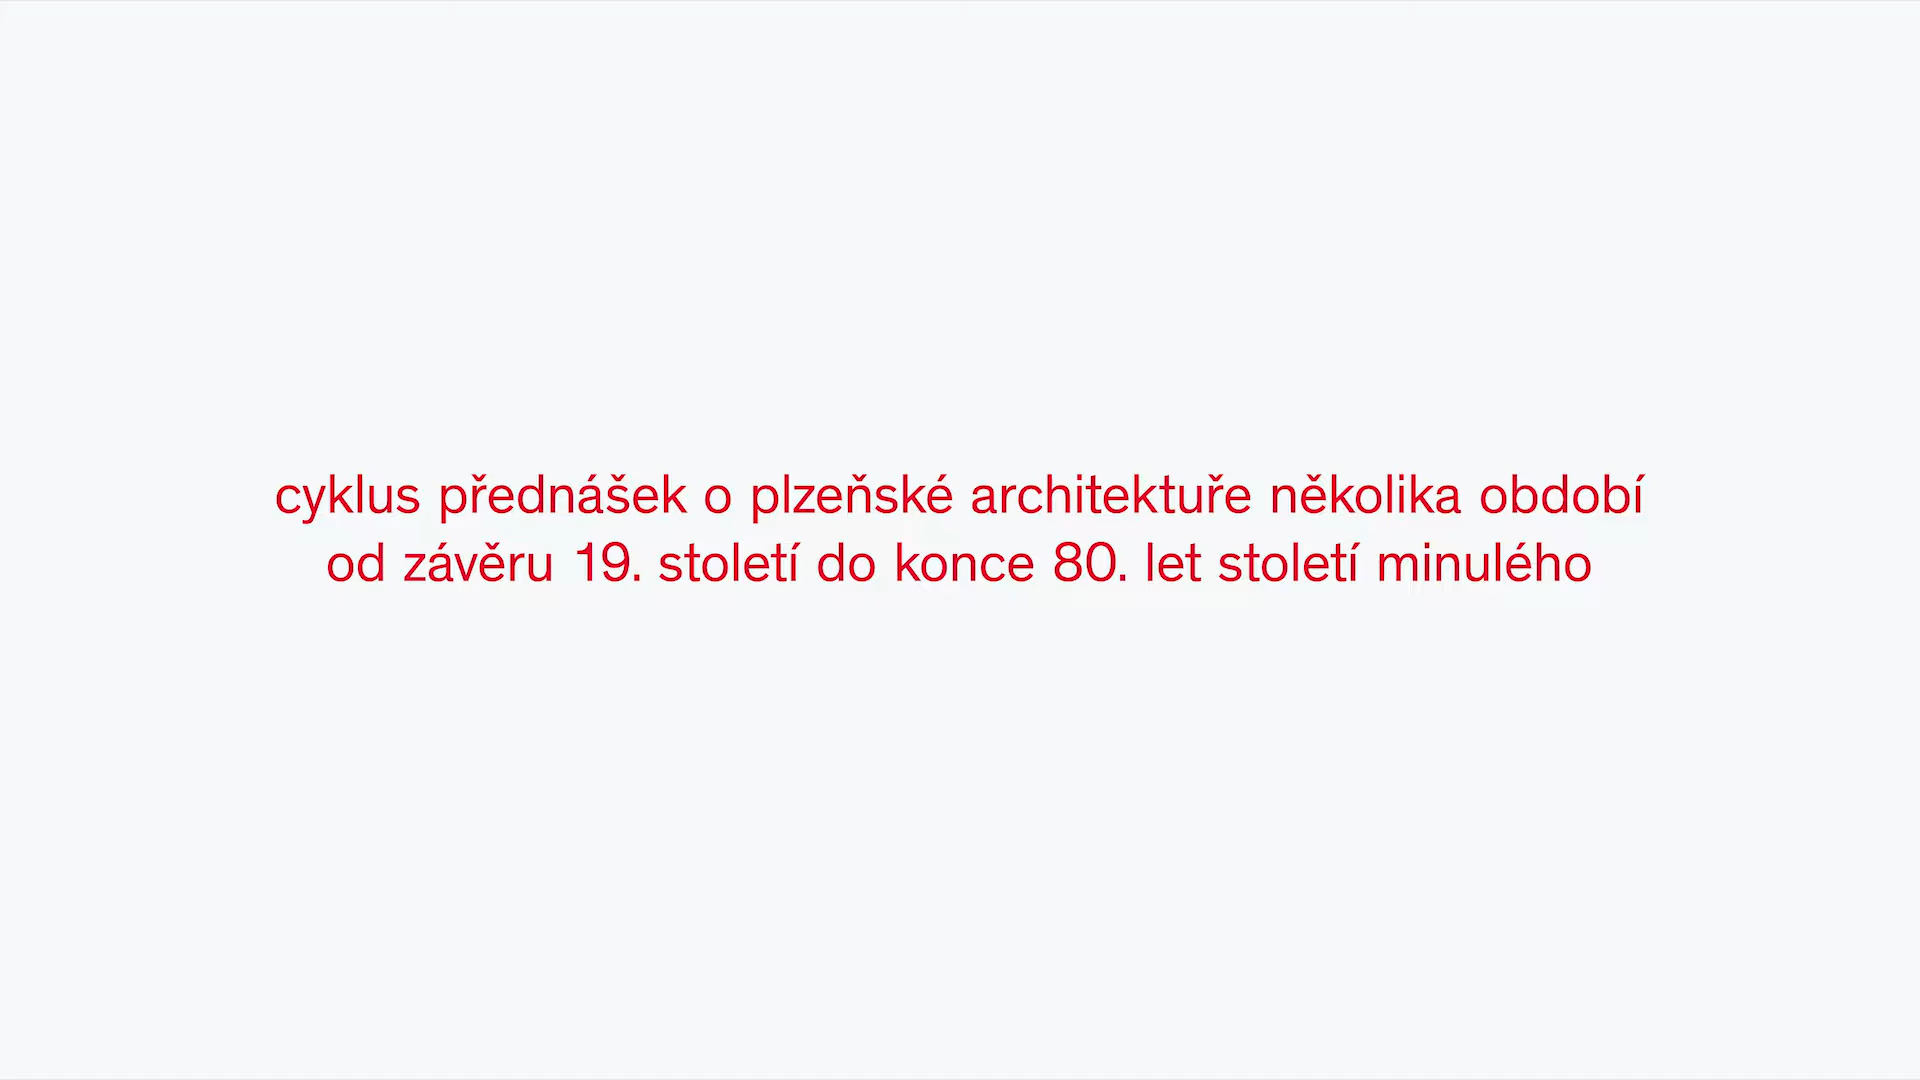 cyklus přednášek o plzeňské architektuře několika období
od závěru 19. století do konce 80. let století minulého